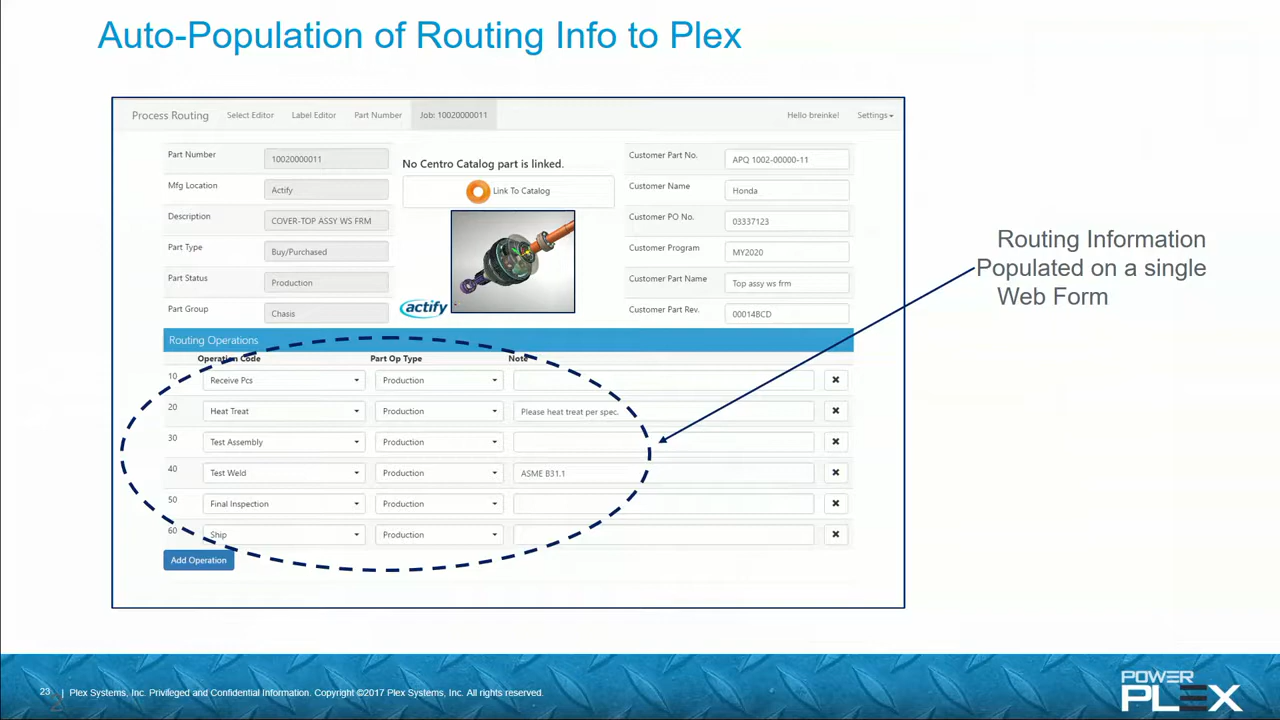 Auto-Population of Routing Info to Plex
Process Routing Select Editor Label Editor Part Number Job: 10020000011 Hello breinke! Settings
Part Number 10020000011
Mfg Location Actify
Description COVER-TOP ASSY WS FRM
Part Type Buy/Purchased
Part Status Production
Part Group Chasis
No Centro Catalog part is linked.
Link To Catalog
actify
Customer Part No. APQ 1002-00000-11
Customer Name Honda
Customer PO No. 03337123
Customer Program MY2020
Customer Part Name Top assy ws frm
Customer Part Rev. 00014BCD
Routing Operations
Operation Code Part Op Type Note
10 Receive Pcs Production
20 Heat Treat Production Please heat treat per spec.
30 Test Assembly Production
40 Test Weld Production ASME B31.1
50 Final Inspection Production
60 Ship Production
Add Operation
Routing Information
Populated on a single
Web Form
23 | Plex Systems, Inc. Privileged and Confidential Information. Copyright ©2017 Plex Systems, Inc. All rights reserved.
POWER
PLEX